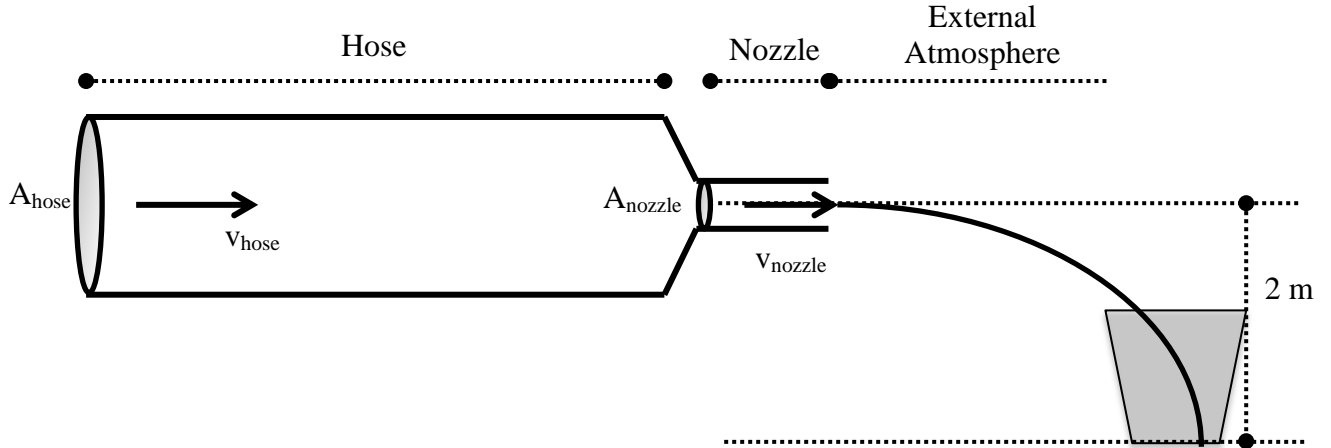 Hose
Nozzle
External
Atmosphere
A_hose
v_hose
A_nozzle
v_nozzle
2 m